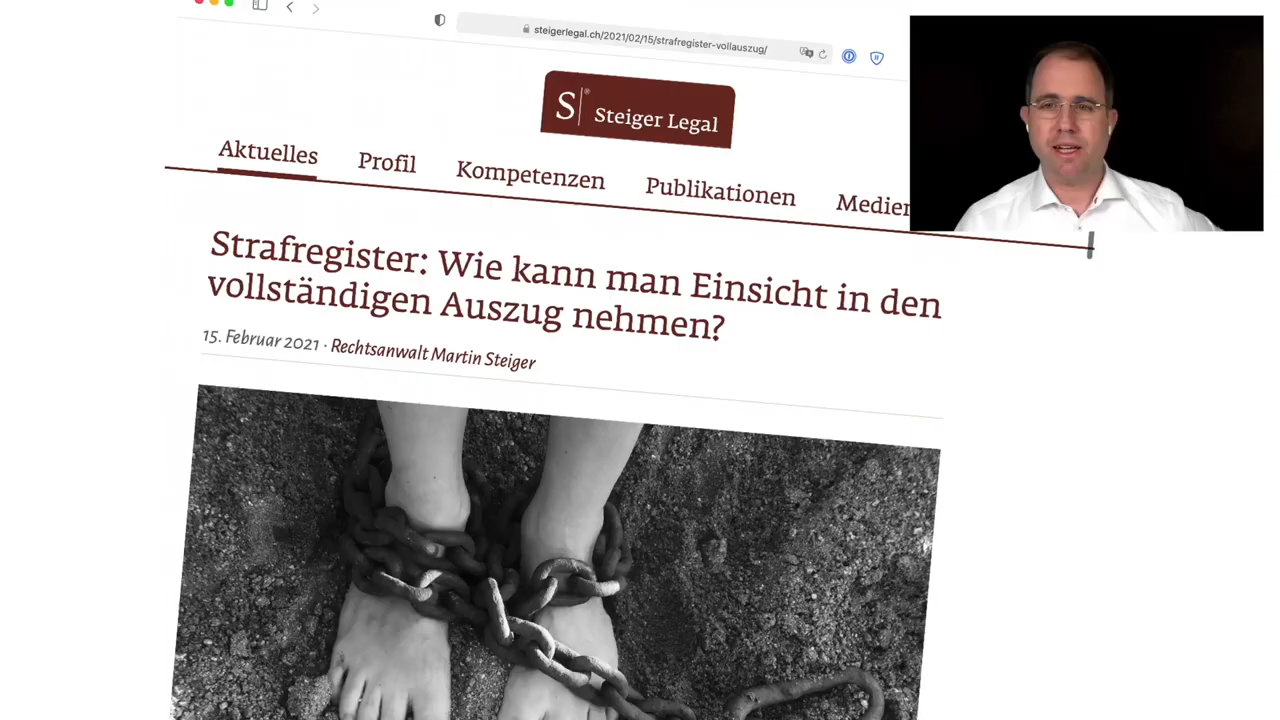 steigerlegal.ch/2021/02/15/strafregister-vollauszug/
S® Steiger Legal
Aktuelles Profil Kompetenzen Publikationen Medien
Strafregister: Wie kann man Einsicht in den
vollständigen Auszug nehmen?
15. Februar 2021 · Rechtsanwalt Martin Steiger